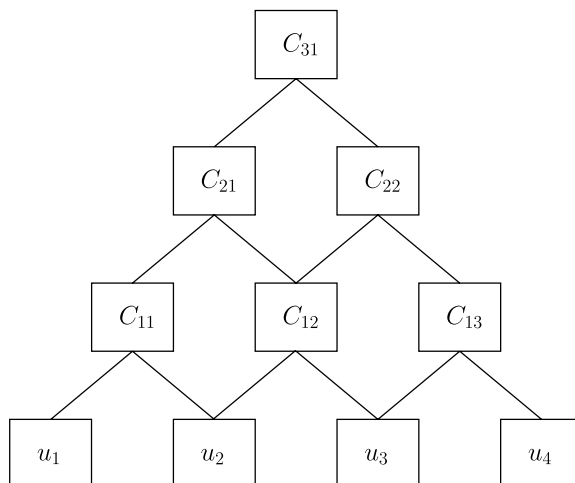 C₃₁
C₂₁ C₂₂
C₁₁ C₁₂ C₁₃
u₁ u₂ u₃ u₄